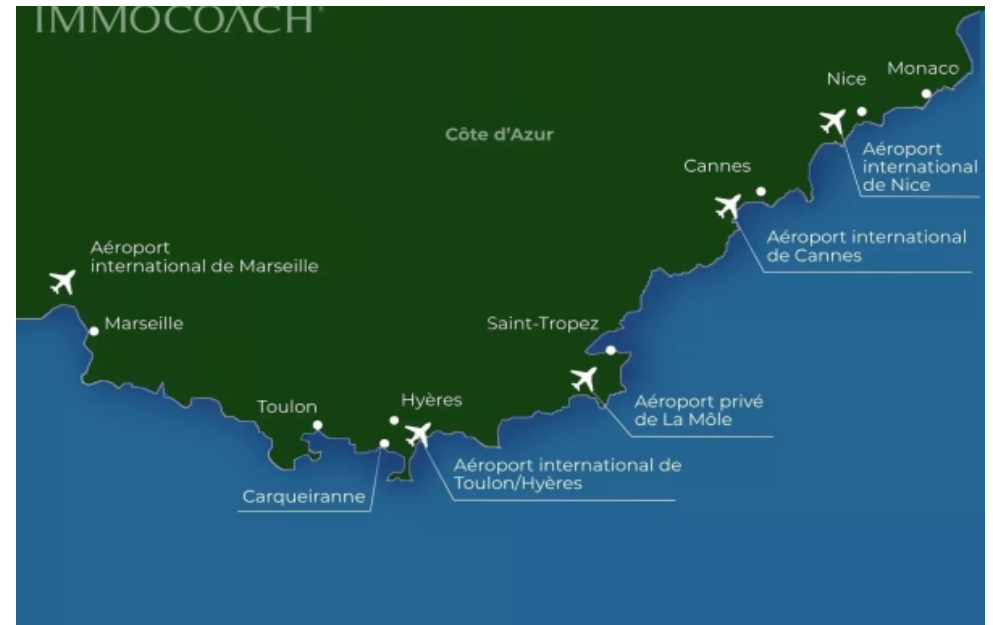 IMMOCOACH®
Monaco
Nice
Côte d'Azur
Aéroport
international
de Nice
Cannes
Aéroport international
de Cannes
Aéroport
international de Marseille
Marseille
Saint-Tropez
Aéroport privé
de La Môle
Hyères
Toulon
Aéroport international de
Toulon/Hyères
Carqueiranne